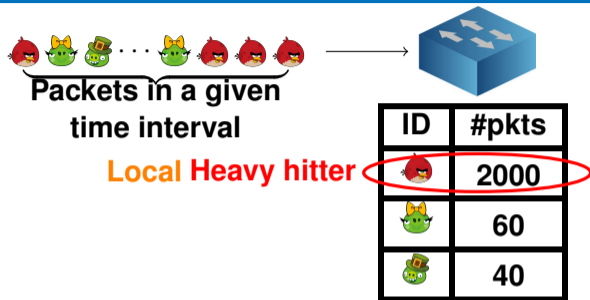 Packets in a given
time interval
ID #pkts
Local Heavy hitter
2000
60
40